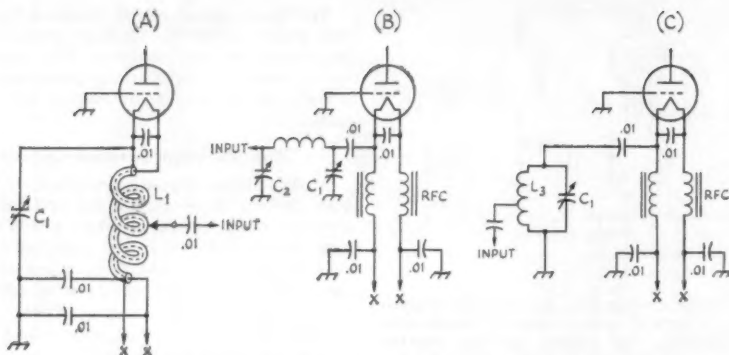 (A)
(B)
(C)
.01
C1
L1
.01
INPUT
.01
.01
X X
INPUT
.01
.01
C2
C1
RFC
.01
.01
X X
.01
.01
L3
C1
INPUT
RFC
.01
.01
X X